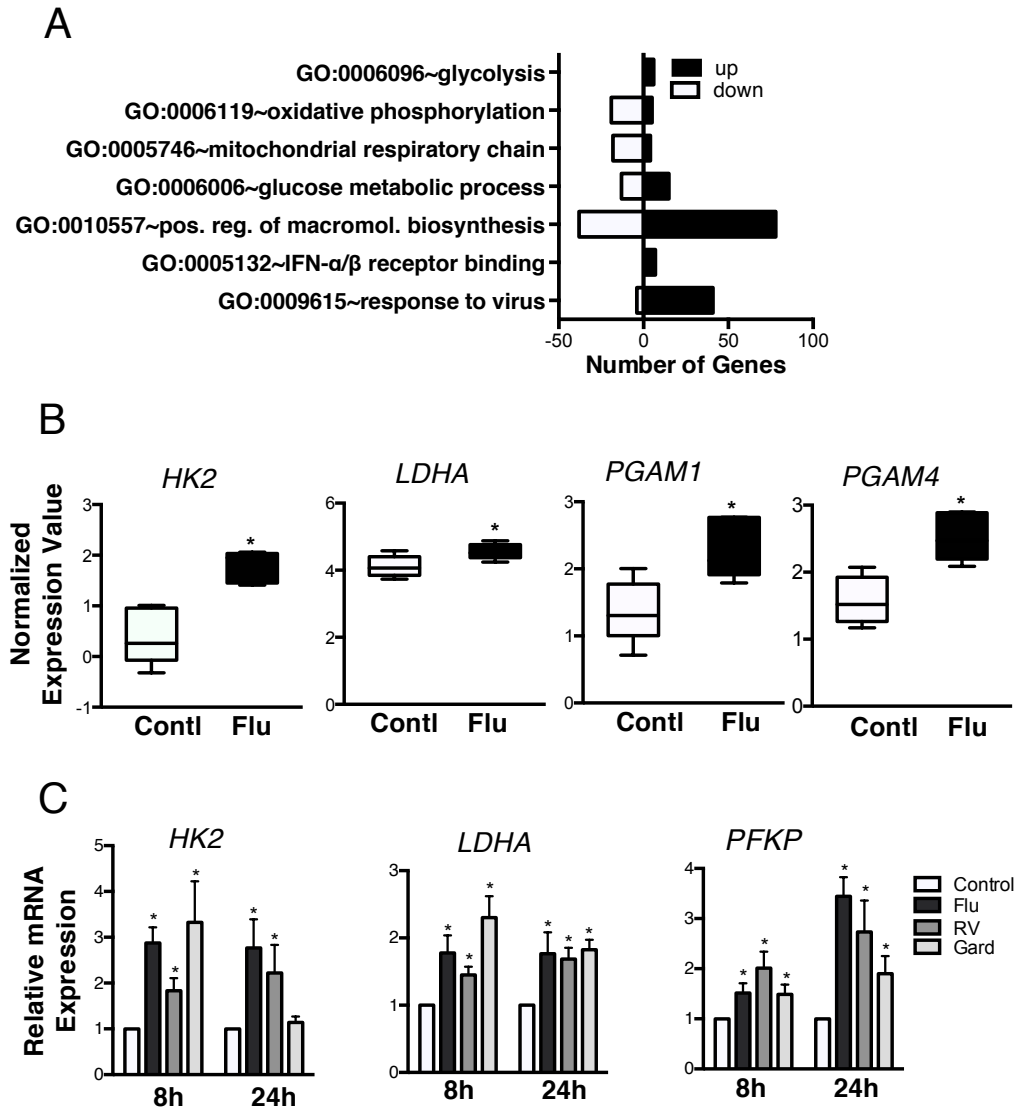 A
GO:0006096~glycolysis
GO:0006119~oxidative phosphorylation
GO:0005746~mitochondrial respiratory chain
GO:0006006~glucose metabolic process
GO:0010557~pos. reg. of macromol. biosynthesis
GO:0005132~IFN-α/β receptor binding
GO:0009615~response to virus
up
down
-50 0 50 100
Number of Genes
B
Normalized
Expression Value
HK2
3
2
1
0
-1
Contl Flu
*
LDHA
6
4
2
0
Contl Flu
*
PGAM1
3
2
1
0
Contl Flu
*
PGAM4
3
2
1
0
Contl Flu
*
C
Relative mRNA
Expression
HK2
5
4
3
2
1
0
* * * * *
8h 24h
LDHA
3
2
1
0
* * * * * *
8h 24h
PFKP
4
3
2
1
0
* * * * * *
8h 24h
Control
Flu
RV
Gard